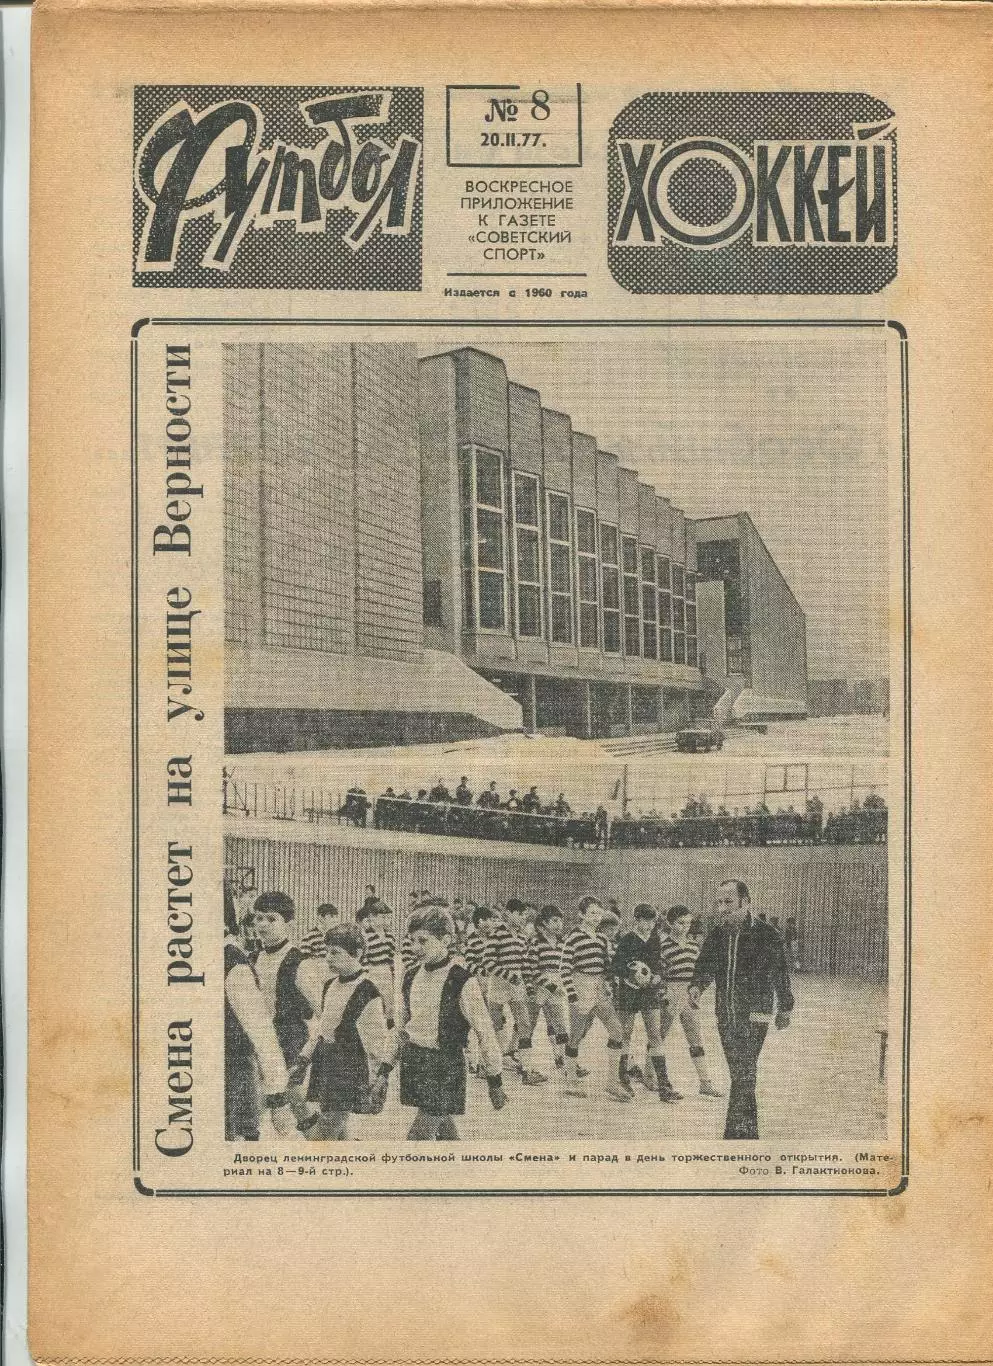 Футбол
№ 8
20.II.77.
ВОСКРЕСНОЕ
ПРИЛОЖЕНИЕ
К ГАЗЕТЕ
«СОВЕТСКИЙ
СПОРТ»
Издается с 1960 года
ХОККЕЙ
Смена растет на улице Верности
Дворец ленинградской футбольной школы «Смена» и парад в день торжественного открытия. (Мате-
риал на 8—9-й стр.).
Фото В. Галактионова.